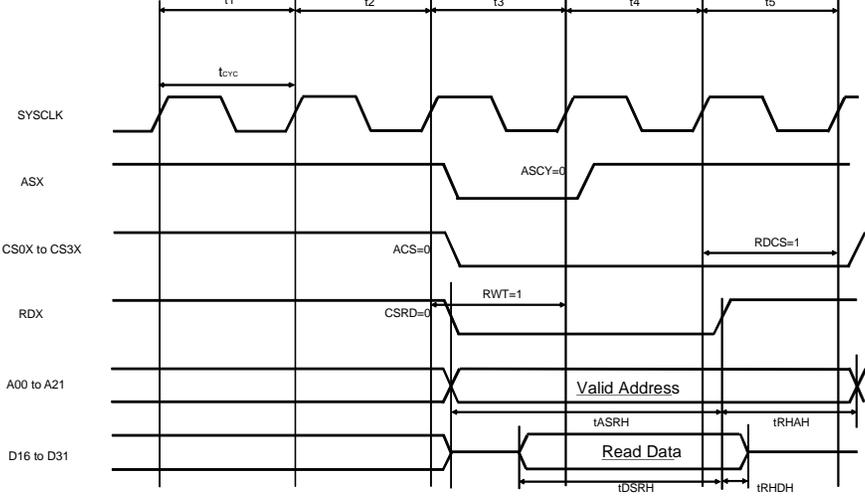 t1 t2 t3 t4 t5
tCYC
SYSCLK
ASX ASCY=0
CS0X to CS3X ACS=0 RDCS=1
RWT=1
RDX CSRD=0
A00 to A21 Valid Address
tASRH tRHAH
D16 to D31 Read Data
tDSRH tRHDH